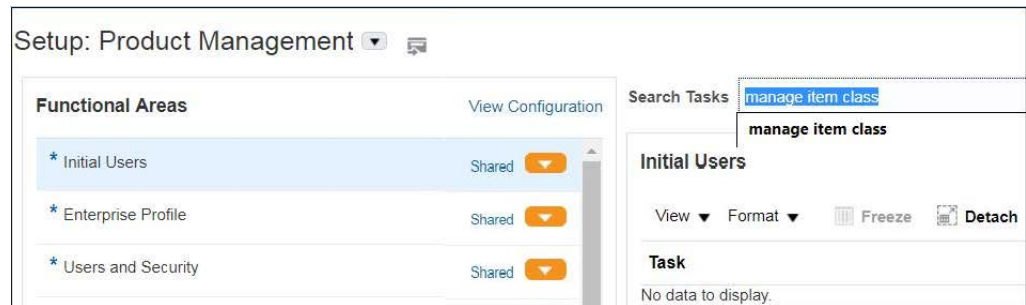 Setup: Product Management
Functional Areas
View Configuration
* Initial Users
Shared
* Enterprise Profile
Shared
* Users and Security
Shared
Search Tasks manage item class
manage item class
Initial Users
View Format Freeze Detach
Task
No data to display.